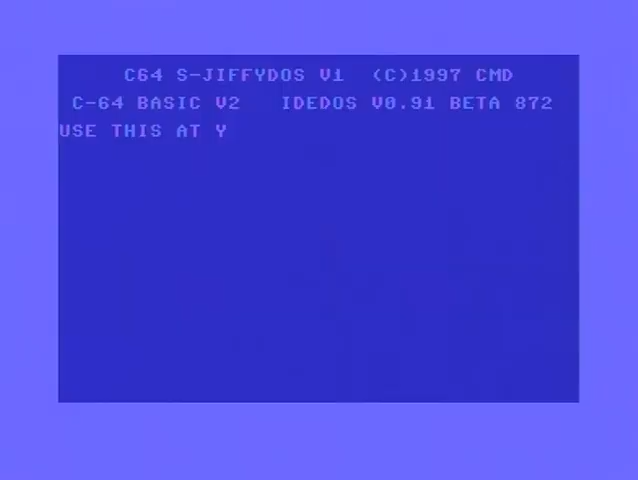 C64 S-JIFFYDOS V1 (C)1997 CMD
C-64 BASIC V2 IDEDOS V0.91 BETA 872
USE THIS AT Y